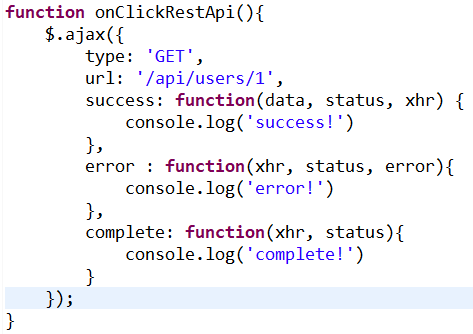 function onClickRestApi(){
    $.ajax({
        type: 'GET',
        url: '/api/users/1',
        success: function(data, status, xhr) {
            console.log('success!')
        },
        error : function(xhr, status, error){
            console.log('error!')
        },
        complete: function(xhr, status){
            console.log('complete!')
        }
    });
}